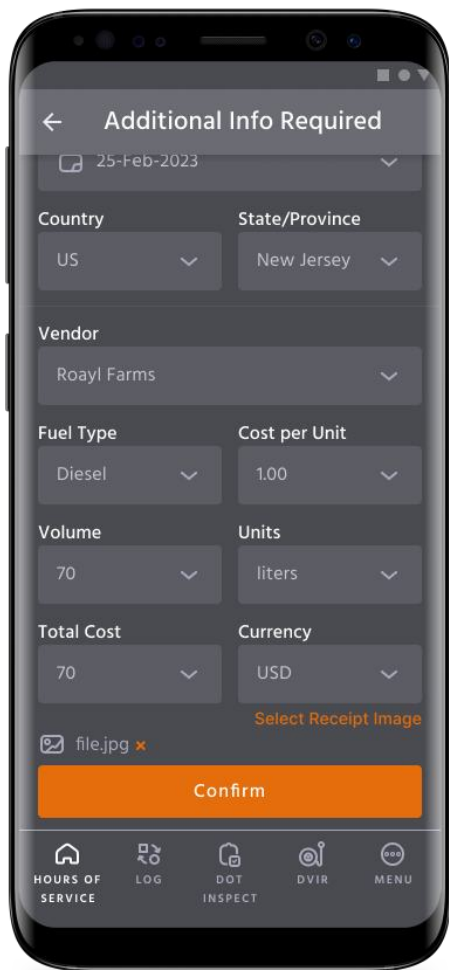 Additional Info Required
25-Feb-2023
Country State/Province
US New Jersey
Vendor
Roayl Farms
Fuel Type Cost per Unit
Diesel 1.00
Volume Units
70 liters
Total Cost Currency
70 USD
Select Receipt Image
file.jpg ×
Confirm
HOURS OF LOG DOT DVIR MENU
SERVICE INSPECT